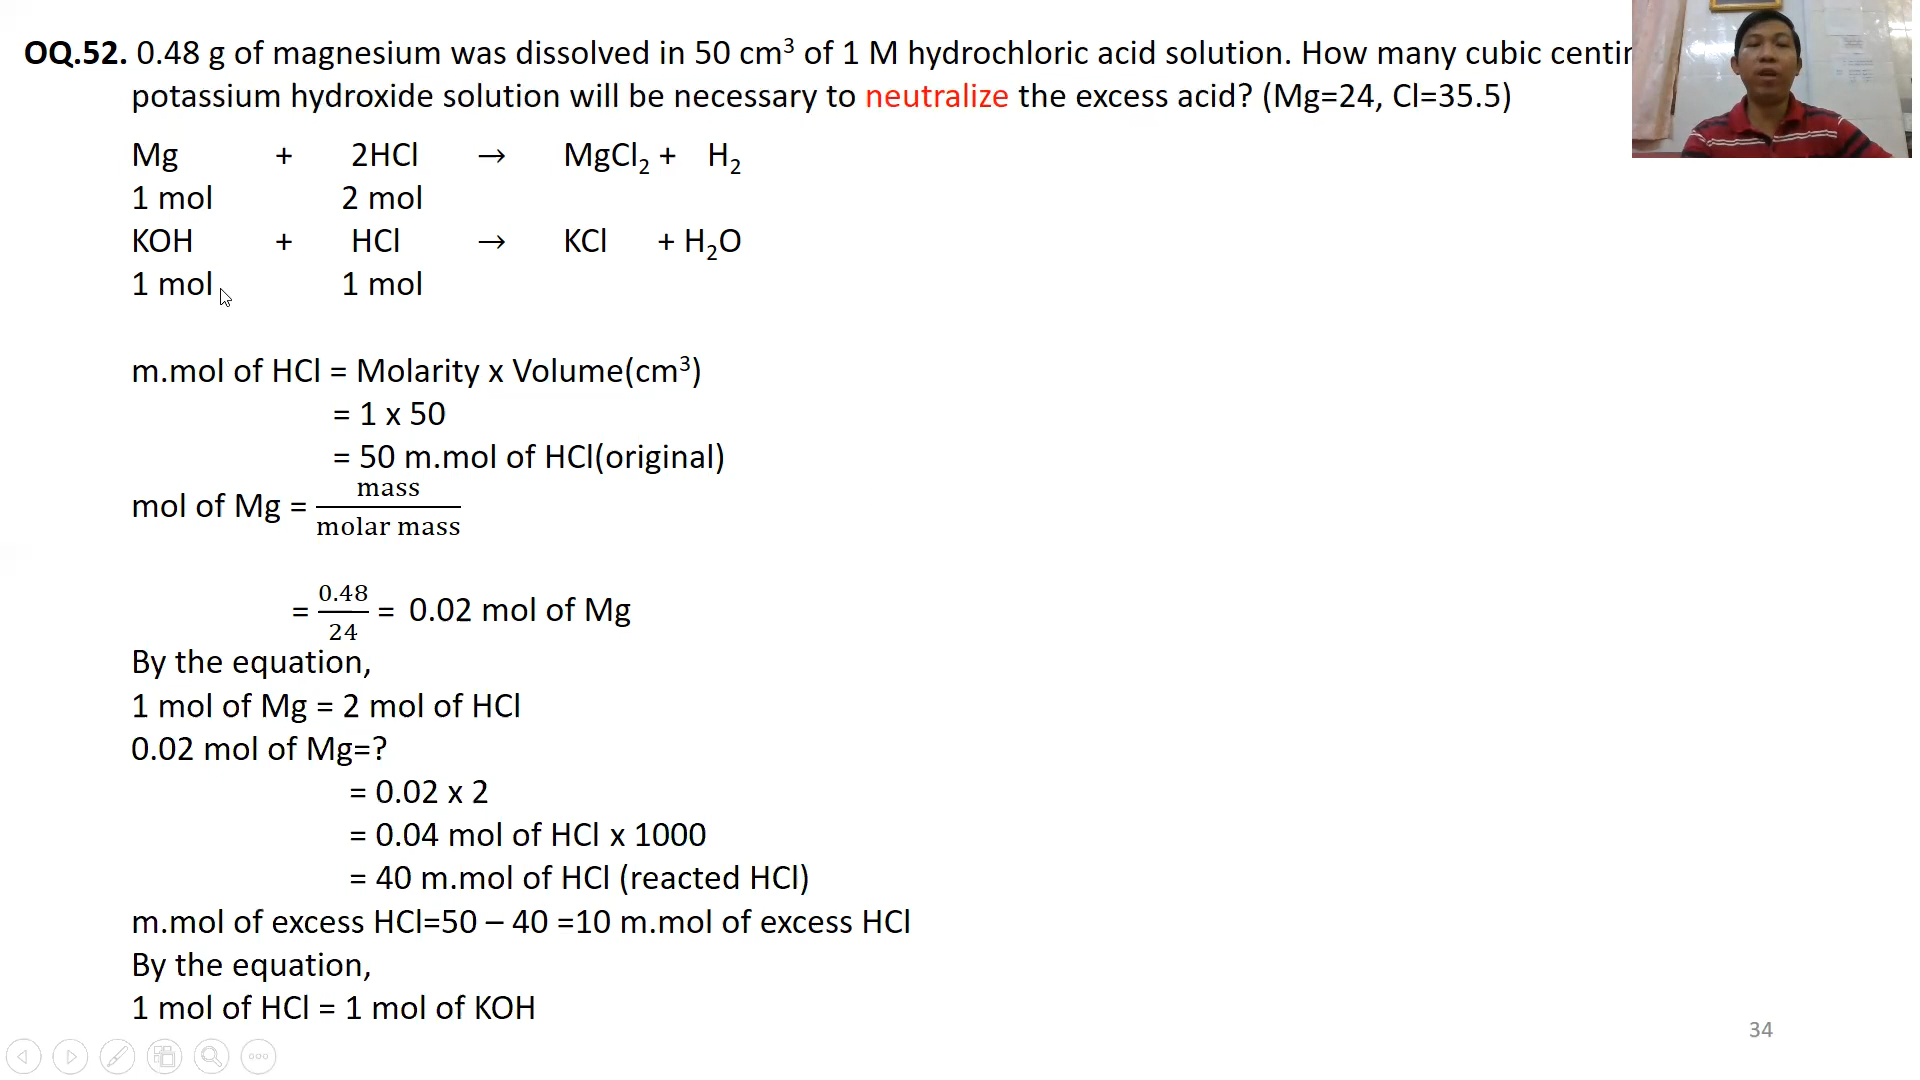 OQ.52. 0.48 g of magnesium was dissolved in 50 cm³ of 1 M hydrochloric acid solution. How many cubic
potassium hydroxide solution will be necessary to neutralize the excess acid? (Mg=24, Cl=35.5)
Mg + 2HCl → MgCl₂ + H₂
1 mol 2 mol
KOH + HCl → KCl + H₂O
1 mol 1 mol
m.mol of HCl = Molarity x Volume(cm³)
= 1 x 50
= 50 m.mol of HCl(original)
mol of Mg = mass / molar mass
= 0.48 / 24 = 0.02 mol of Mg
By the equation,
1 mol of Mg = 2 mol of HCl
0.02 mol of Mg=?
= 0.02 x 2
= 0.04 mol of HCl x 1000
= 40 m.mol of HCl (reacted HCl)
m.mol of excess HCl=50 – 40 =10 m.mol of excess HCl
By the equation,
1 mol of HCl = 1 mol of KOH
34